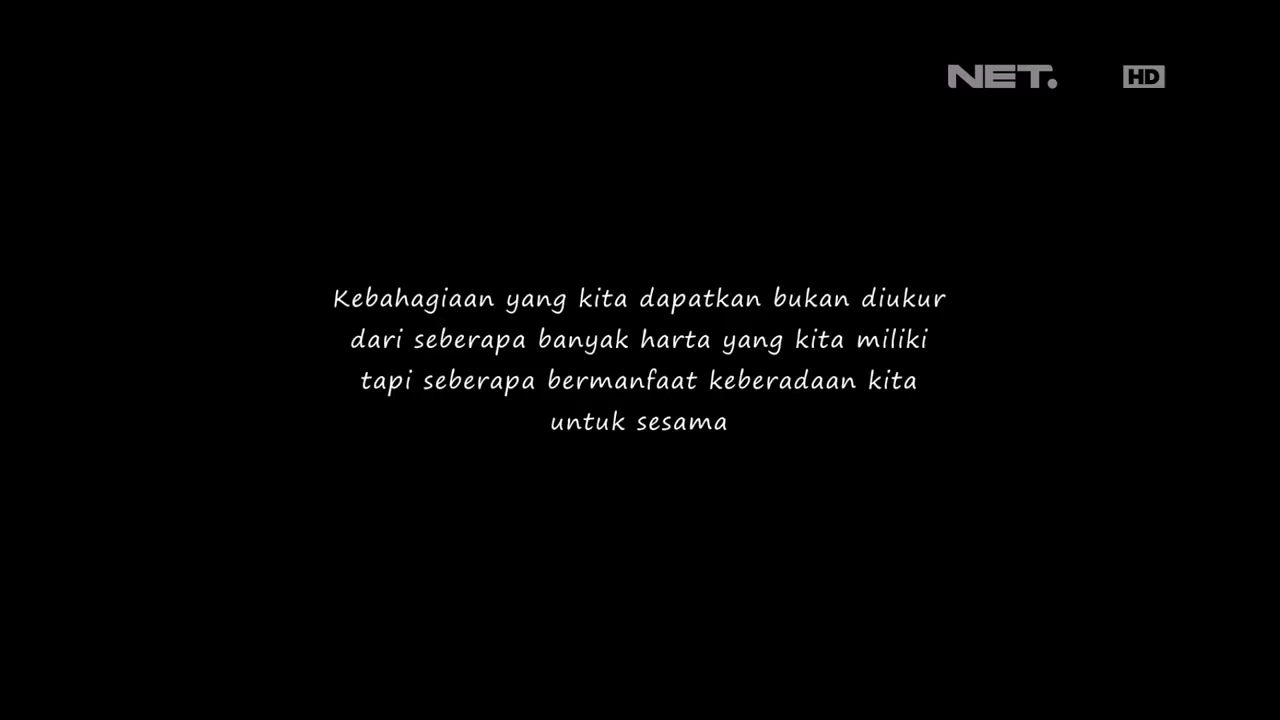 NET. HD
Kebahagiaan yang kita dapatkan bukan diukur
dari seberapa banyak harta yang kita miliki
tapi seberapa bermanfaat keberadaan kita
untuk sesama